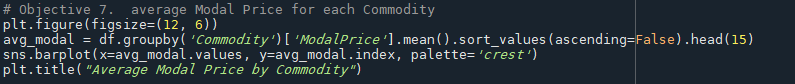 # Objective 7.  average Modal Price for each Commodity
plt.figure(figsize=(12, 6))
avg_modal = df.groupby('Commodity')['ModalPrice'].mean().sort_values(ascending=False).head(15)
sns.barplot(x=avg_modal.values, y=avg_modal.index, palette='crest')
plt.title("Average Modal Price by Commodity")